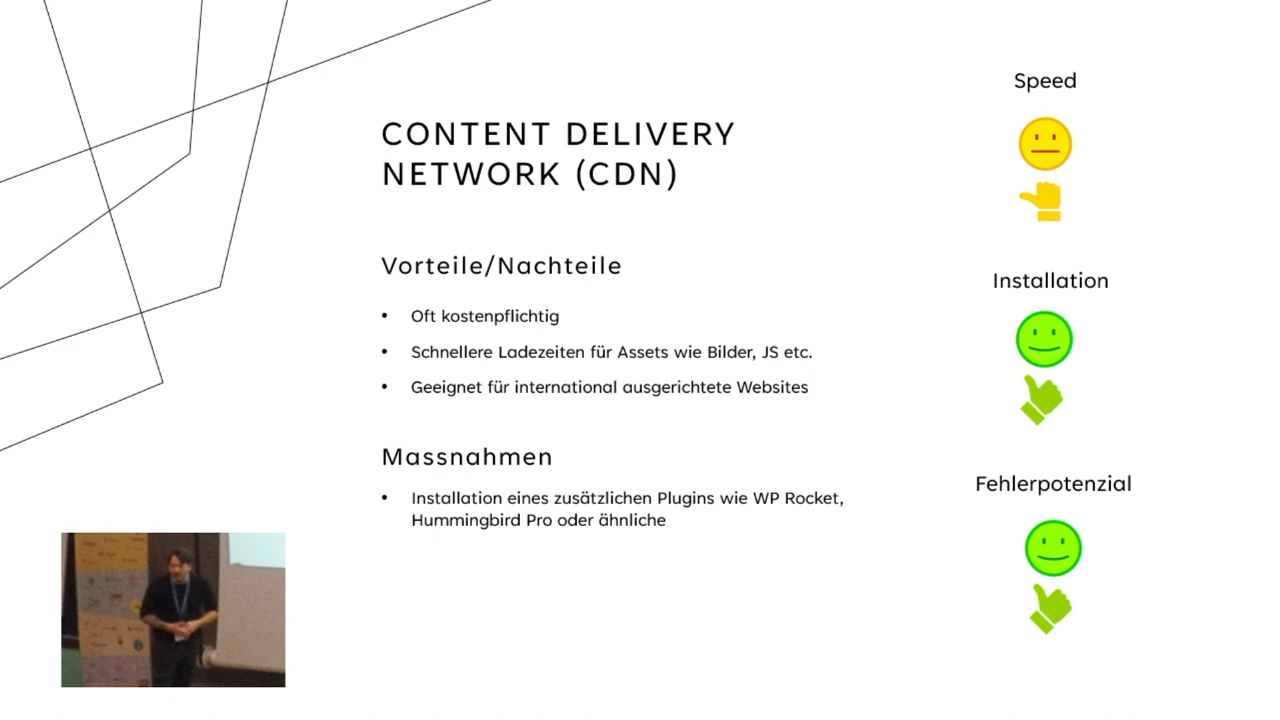 CONTENT DELIVERY
NETWORK (CDN)
Vorteile/Nachteile
• Oft kostenpflichtig
• Schnellere Ladezeiten für Assets wie Bilder, JS etc.
• Geeignet für international ausgerichtete Websites
Massnahmen
• Installation eines zusätzlichen Plugins wie WP Rocket,
Hummingbird Pro oder ähnliche
Speed
Installation
Fehlerpotenzial